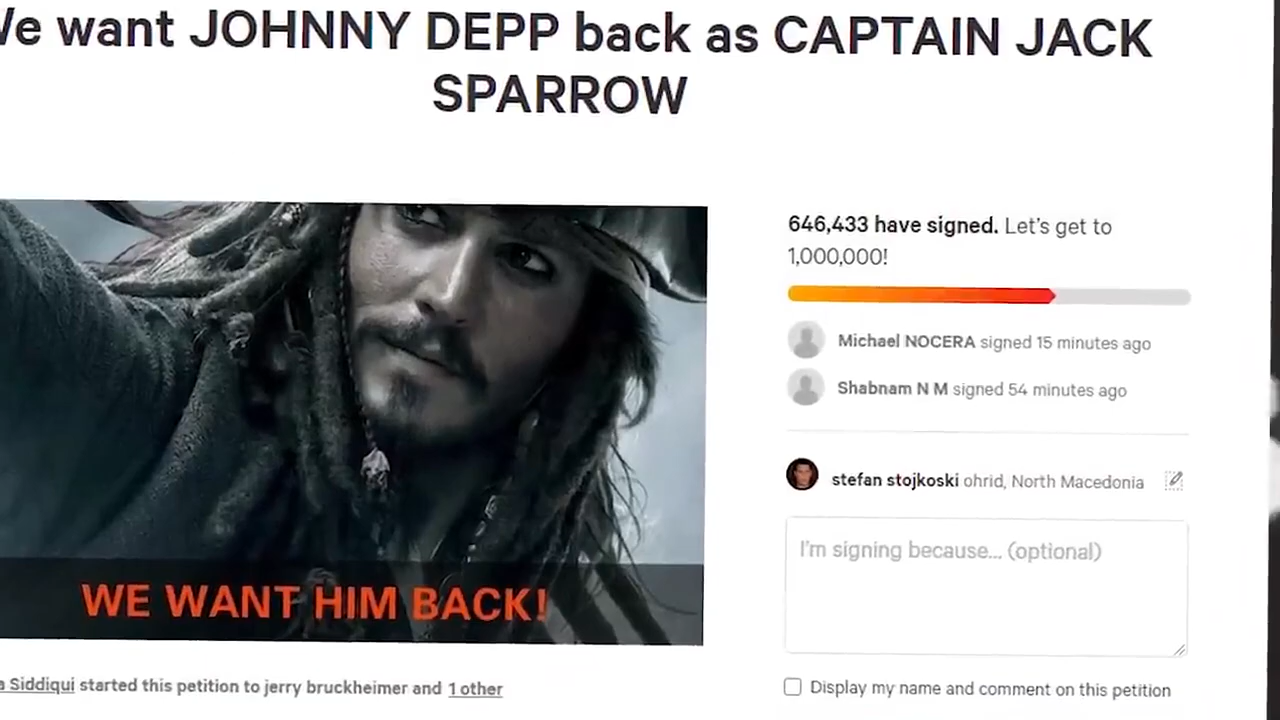 We want JOHNNY DEPP back as CAPTAIN JACK
SPARROW
646,433 have signed. Let's get to
1,000,000!
Michael NOCERA signed 15 minutes ago
Shabnam N M signed 54 minutes ago
stefan stojkoski ohrid, North Macedonia
I'm signing because... (optional)
Display my name and comment on this petition
WE WANT HIM BACK!
a Siddiqui started this petition to jerry bruckheimer and 1 other